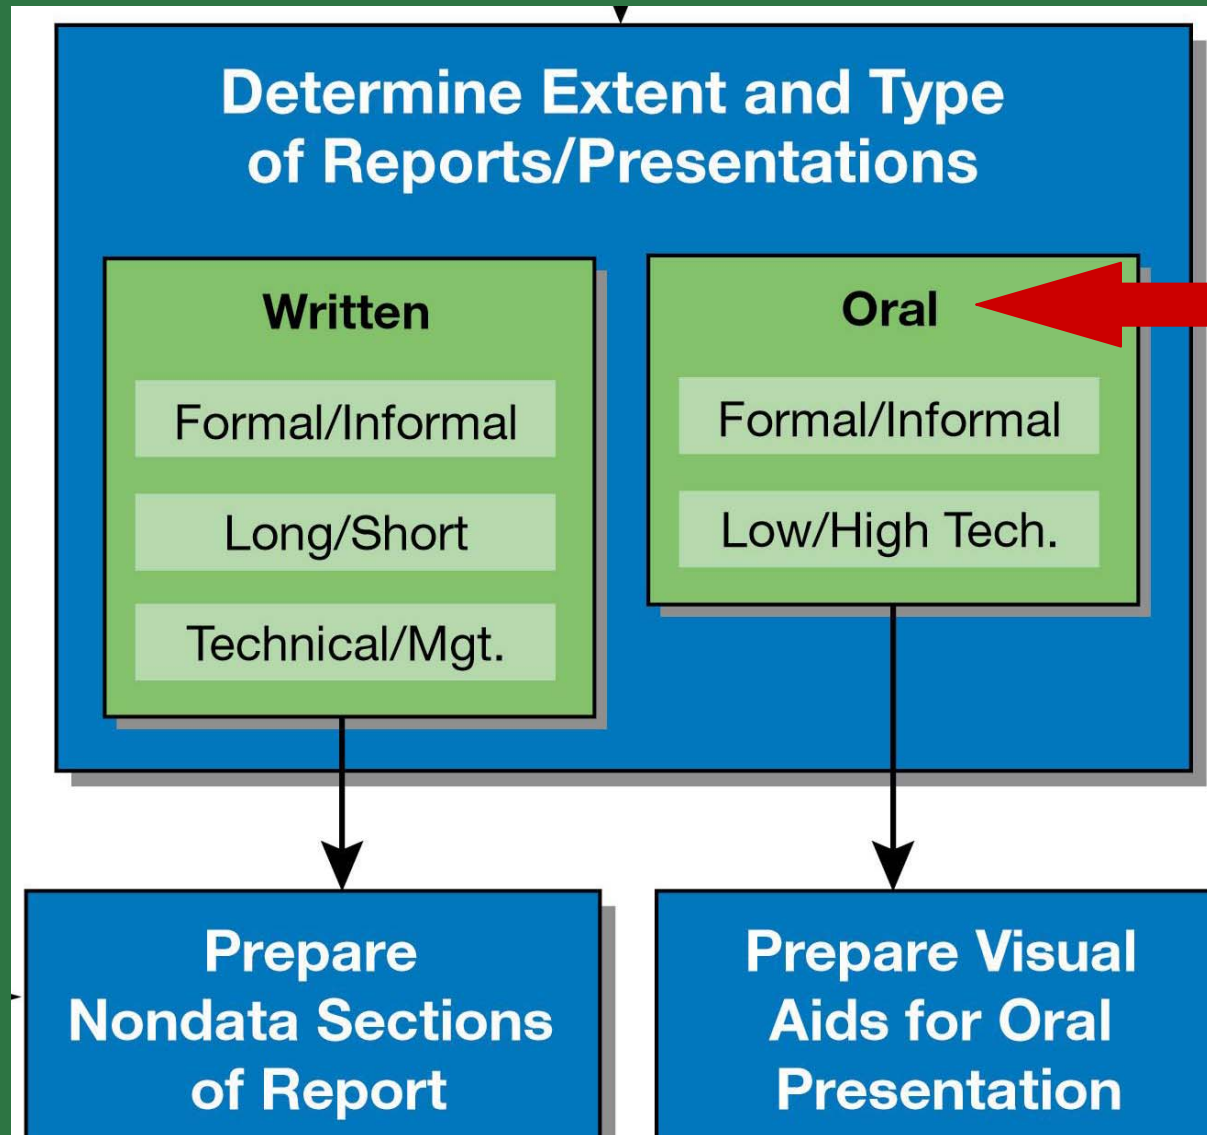 Determine Extent and Type
of Reports/Presentations
Written
Formal/Informal
Long/Short
Technical/Mgt.
Oral
Formal/Informal
Low/High Tech.
Prepare
Nondata Sections
of Report
Prepare Visual
Aids for Oral
Presentation